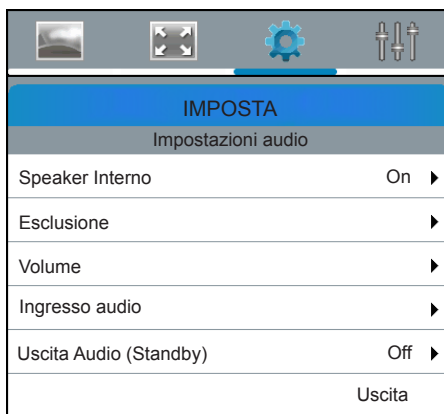 IMPOSTA
Impostazioni audio
Speaker Interno On
Esclusione
Volume
Ingresso audio
Uscita Audio (Standby) Off
Uscita